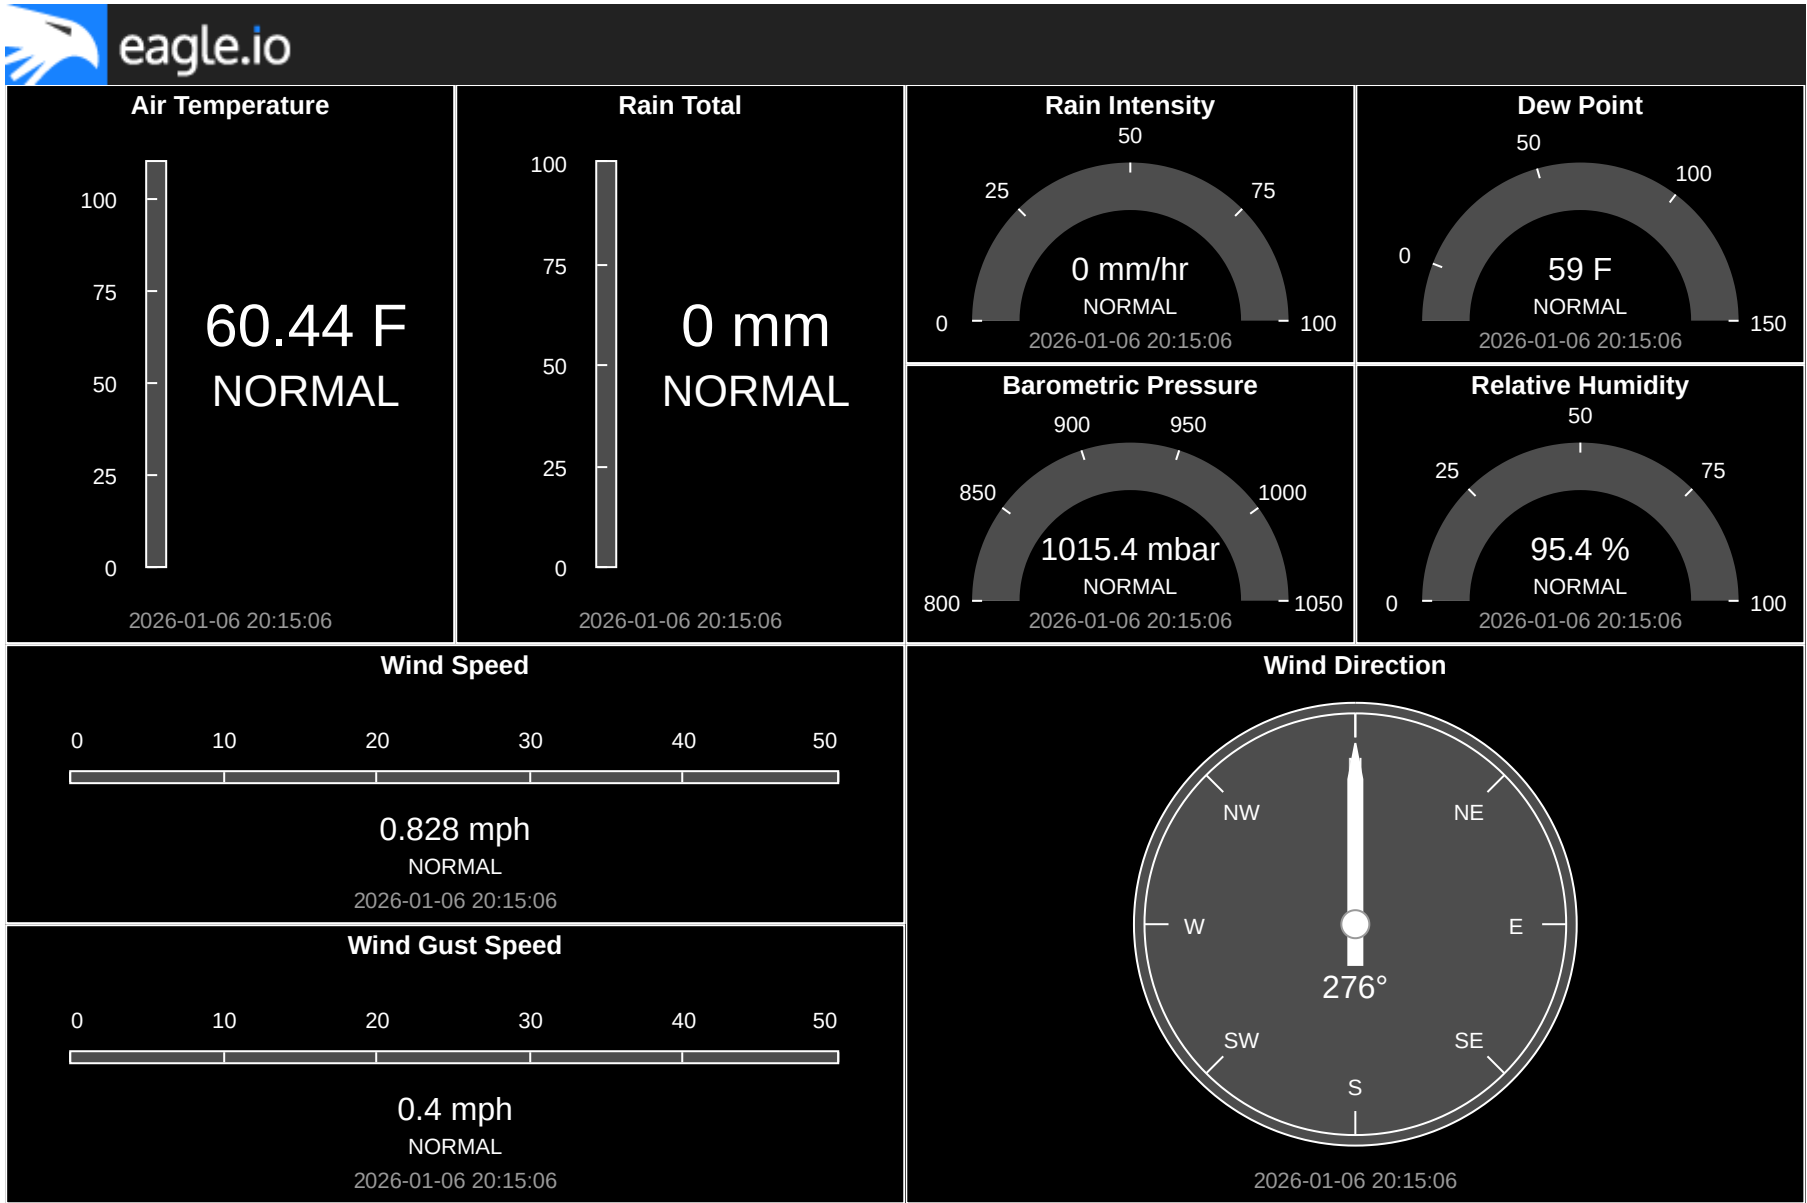 eagle.io
Air Temperature
100
75
50
25
0
60.44 F
NORMAL
2026-01-06 20:15:06
Rain Total
100
75
50
25
0
0 mm
NORMAL
2026-01-06 20:15:06
Rain Intensity
50
25
75
0
100
0 mm/hr
NORMAL
2026-01-06 20:15:06
Dew Point
50
100
0
150
59 F
NORMAL
2026-01-06 20:15:06
Barometric Pressure
900
950
850
1000
800
1050
1015.4 mbar
NORMAL
2026-01-06 20:15:06
Relative Humidity
50
25
75
0
100
95.4 %
NORMAL
2026-01-06 20:15:06
Wind Speed
0 10 20 30 40 50
0.828 mph
NORMAL
2026-01-06 20:15:06
Wind Gust Speed
0 10 20 30 40 50
0.4 mph
NORMAL
2026-01-06 20:15:06
Wind Direction
NW
NE
W
E
276°
SW
SE
S
2026-01-06 20:15:06